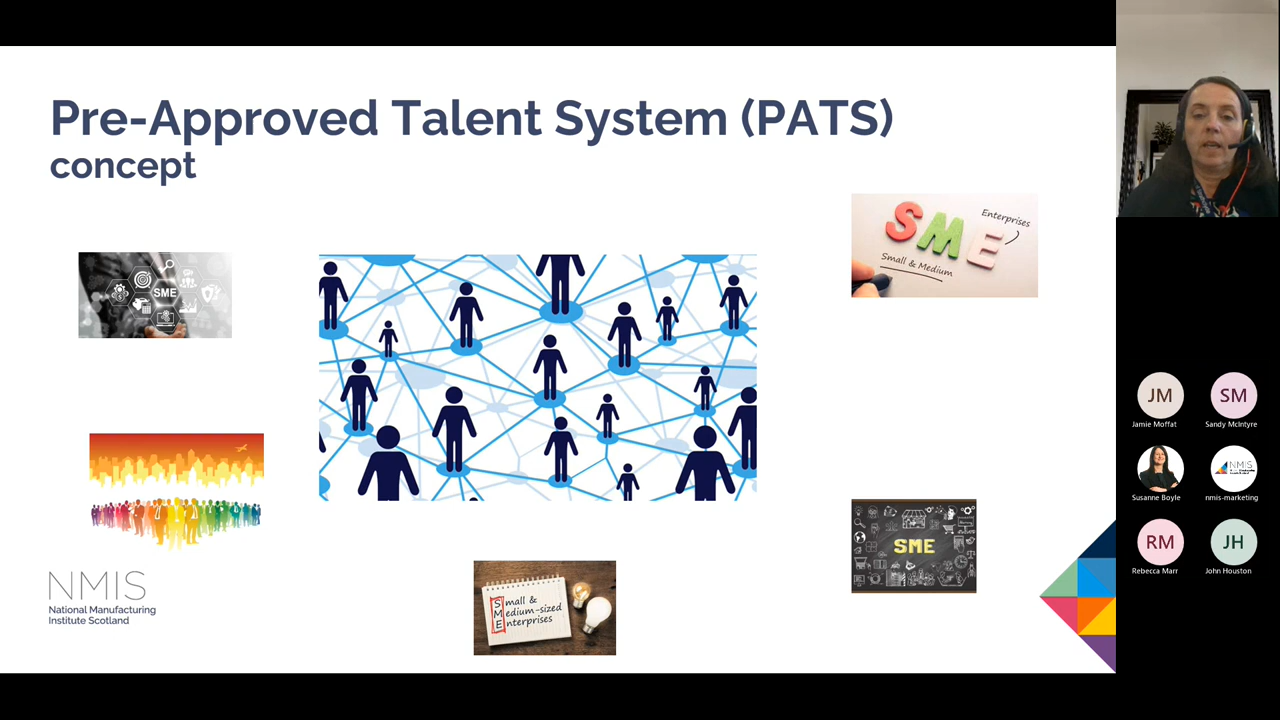 Pre-Approved Talent System (PATS)
concept
SME
SME
Enterprises
Small & Medium
SME
Small &
Medium-sized
Enterprises
NMIS
National Manufacturing
Institute Scotland
JM
Jamie Moffat
SM
Sandy McIntyre
Susanne Boyle
NMIS
nmis-marketing
RM
Rebecca Marr
JH
John Houston